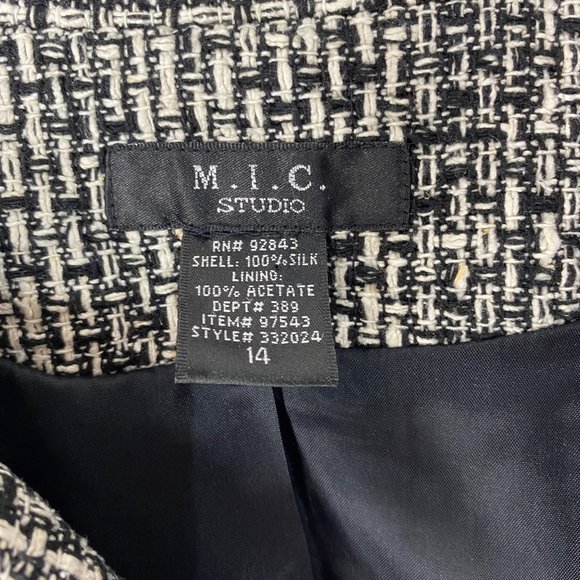 M.I.C.
STUDIO
RN# 92843
SHELL: 100% SILK
LINING:
100% ACETATE
DEPT# 389
ITEM# 97543
STYLE# 332024
14